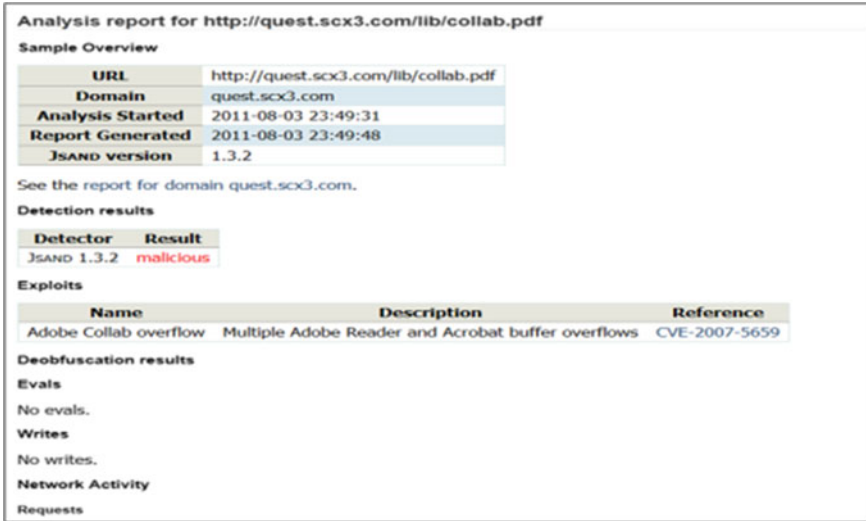 Analysis report for http://quest.scx3.com/lib/collab.pdf
Sample Overview
URL http://quest.scx3.com/lib/collab.pdf
Domain quest.scx3.com
Analysis Started 2011-08-03 23:49:31
Report Generated 2011-08-03 23:49:48
JSAND version 1.3.2
See the report for domain quest.scx3.com.
Detection results
Detector Result
JSAND 1.3.2 malicious
Exploits
Name Description Reference
Adobe Collab overflow Multiple Adobe Reader and Acrobat buffer overflows CVE-2007-5659
Deobfuscation results
Evals
No evals.
Writes
No writes.
Network Activity
Requests